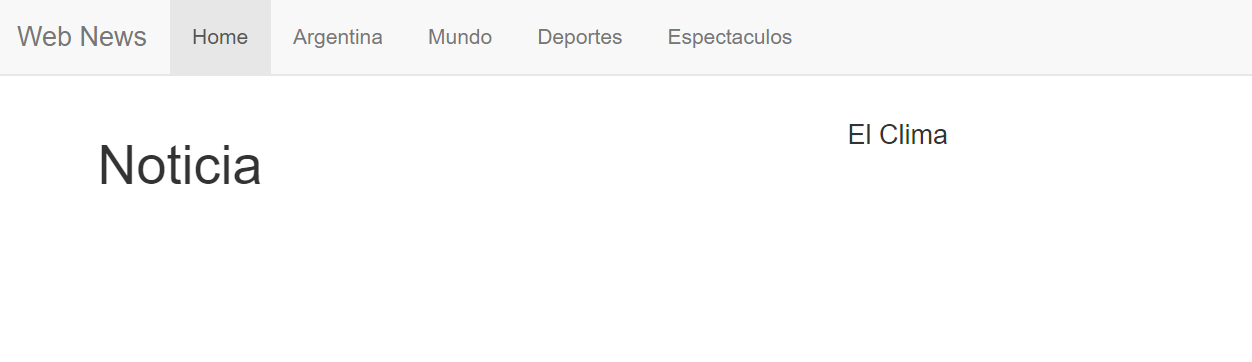 Web News Home Argentina Mundo Deportes Espectaculos
Noticia
El Clima